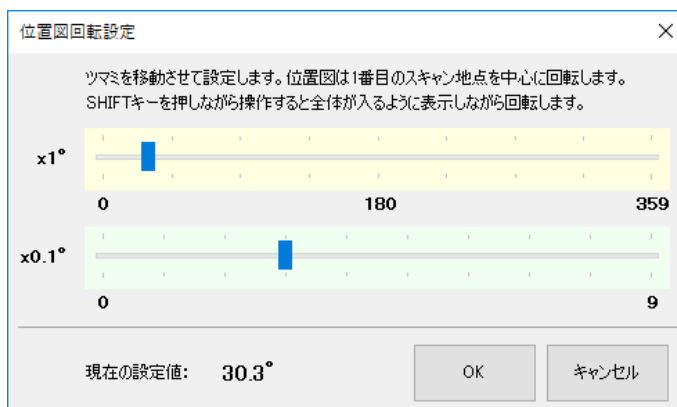 位置図回転設定
ツマミを移動させて設定します。位置図は1番目のスキャン地点を中心に回転します。
SHIFTキーを押しながら操作すると全体が入るように表示しながら回転します。
x1°
0 180 359
x0.1°
0 9
現在の設定値: 30.3° OK キャンセル